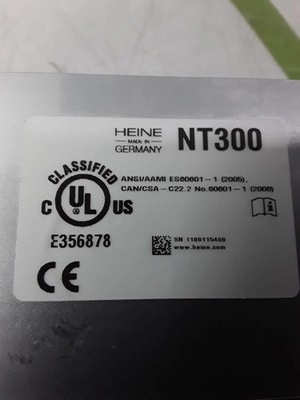 HEINE
MADE IN
GERMANY
NT300
CLASSIFIED
C UL US
ANSI/AAMI ES60601-1 (2005),
CAN/CSA-C22.2 No.60601-1 (2008)
E356878
CE
SN
www.heine.com